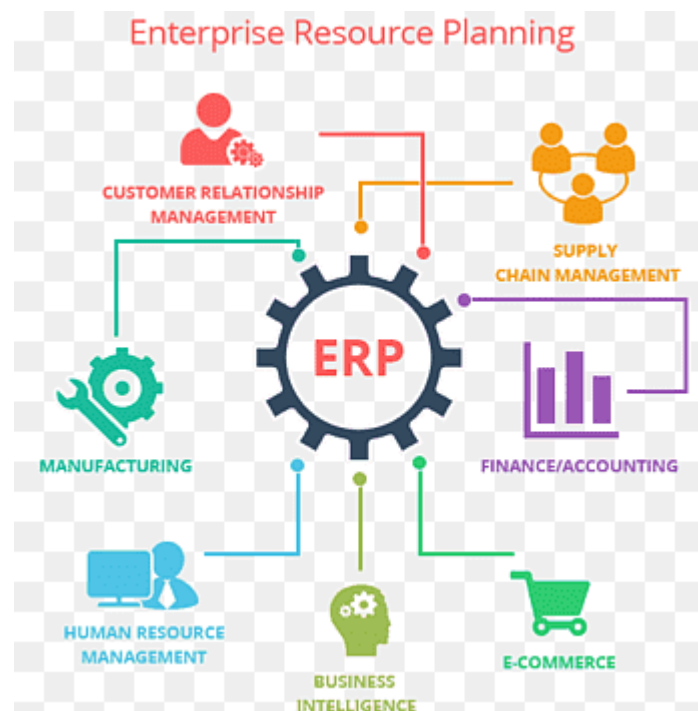 Enterprise Resource Planning
CUSTOMER RELATIONSHIP
MANAGEMENT
SUPPLY
CHAIN MANAGEMENT
ERP
MANUFACTURING
FINANCE/ACCOUNTING
HUMAN RESOURCE
MANAGEMENT
E-COMMERCE
BUSINESS
INTELLIGENCE